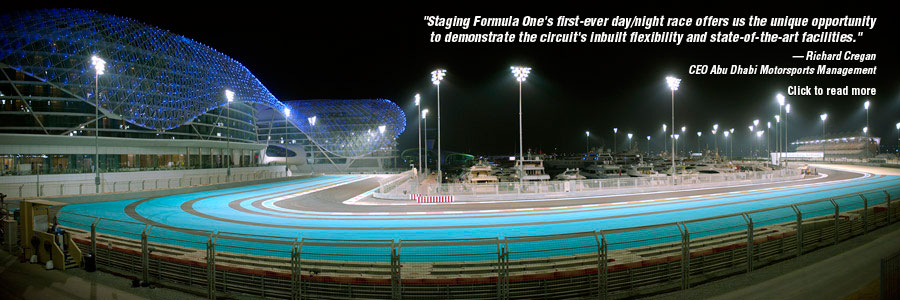 "Staging Formula One's first-ever day/night race offers us the unique opportunity
to demonstrate the circuit's inbuilt flexibility and state-of-the-art facilities."
— Richard Cregan
CEO Abu Dhabi Motorsports Management
Click to read more